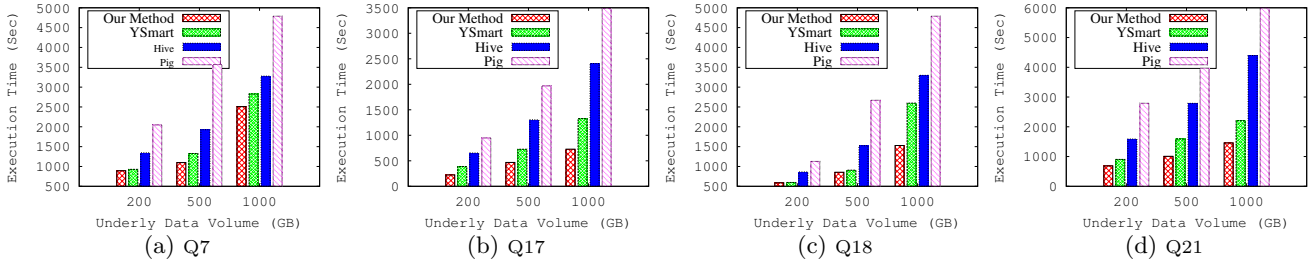 Execution Time (Sec)
5000
4500
4000
3500
3000
2500
2000
1500
1000
500
Our Method
YSmart
Hive
Pig
200 500 1000
Underly Data Volume (GB)
(a) Q7
Execution Time (Sec)
3500
3000
2500
2000
1500
1000
500
0
Our Method
YSmart
Hive
Pig
200 500 1000
Underly Data Volume (GB)
(b) Q17
Execution Time (Sec)
5000
4500
4000
3500
3000
2500
2000
1500
1000
500
Our Method
YSmart
Hive
Pig
200 500 1000
Underly Data Volume (GB)
(c) Q18
Execution Time (Sec)
6000
5000
4000
3000
2000
1000
0
Our Method
YSmart
Hive
Pig
200 500 1000
Underly Data Volume (GB)
(d) Q21